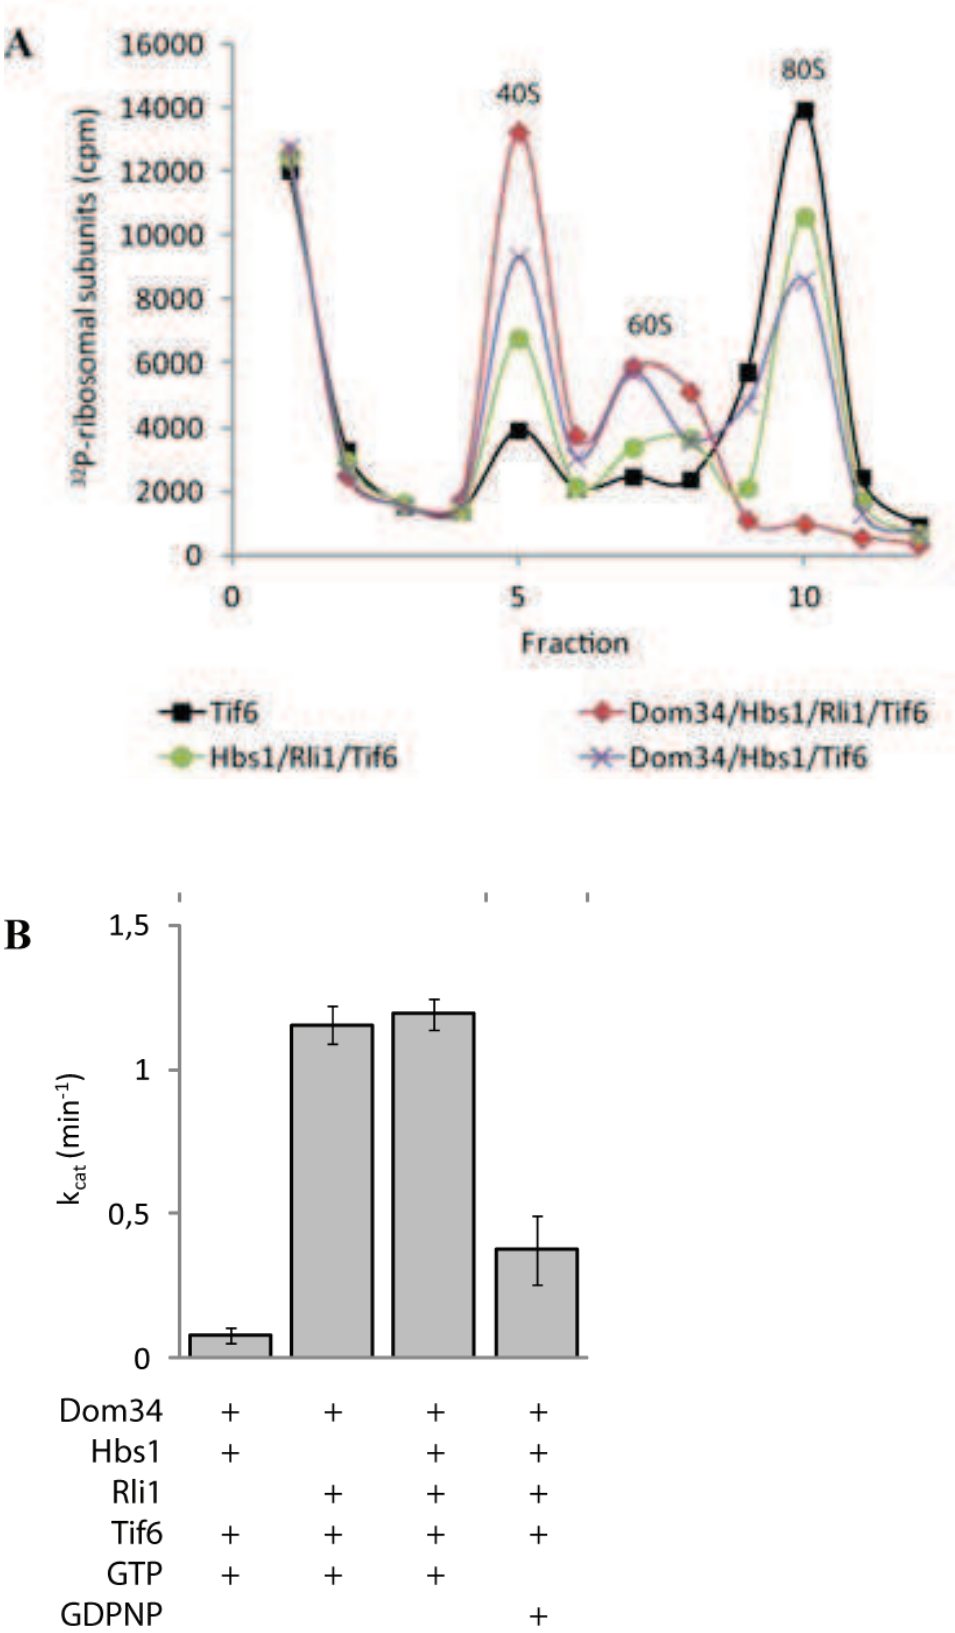 A
16000
14000
12000
10000
8000
6000
4000
2000
0
³²P-ribosomal subunits (cpm)
40S
60S
80S
0 5 10
Fraction
Tif6
Dom34/Hbs1/Rli1/Tif6
Hbs1/Rli1/Tif6
Dom34/Hbs1/Tif6
B
1,5
1
0,5
0
kcat (min⁻¹)
Dom34 + + + +
Hbs1 + + +
Rli1 + + +
Tif6 + + + +
GTP + + +
GDPNP +